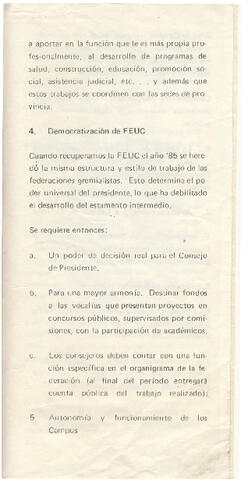 a aportar en la función que le es más propia pro-
fesionalmente, al desarrollo de programas de
salud, construcción, educación, promoción so-
cial, asistencia judicial, etc. . , y además que
estos trabajos se coordinen con las sedes de pro-
vincia.
4. Democratización de FEUC
Cuando recuperamos la FEUC el año '85 se here-
dó la misma estructura y estilo de trabajo de las
federaciones gremialistas. Esto determina el po-
der universal del presidente, lo que ha debilitado
el desarrollo del estamento intermedio.
Se requiere entonces:
a. Un poder de decisión real para el Consejo
de Presidente,
b. Para una mayor armonía. Destinar fondos
a las vocalías que presentan proyectos en
concursos públicos, supervisados por comi-
siones, con la participación de académicos,
c. Los consejeros deben contar con una fun-
ción específica en el organigrama de la fe-
deración (al final del período entregará
cuenta pública del trabajo realizado);
5 Autonomía y funcionamiento de los
Campus